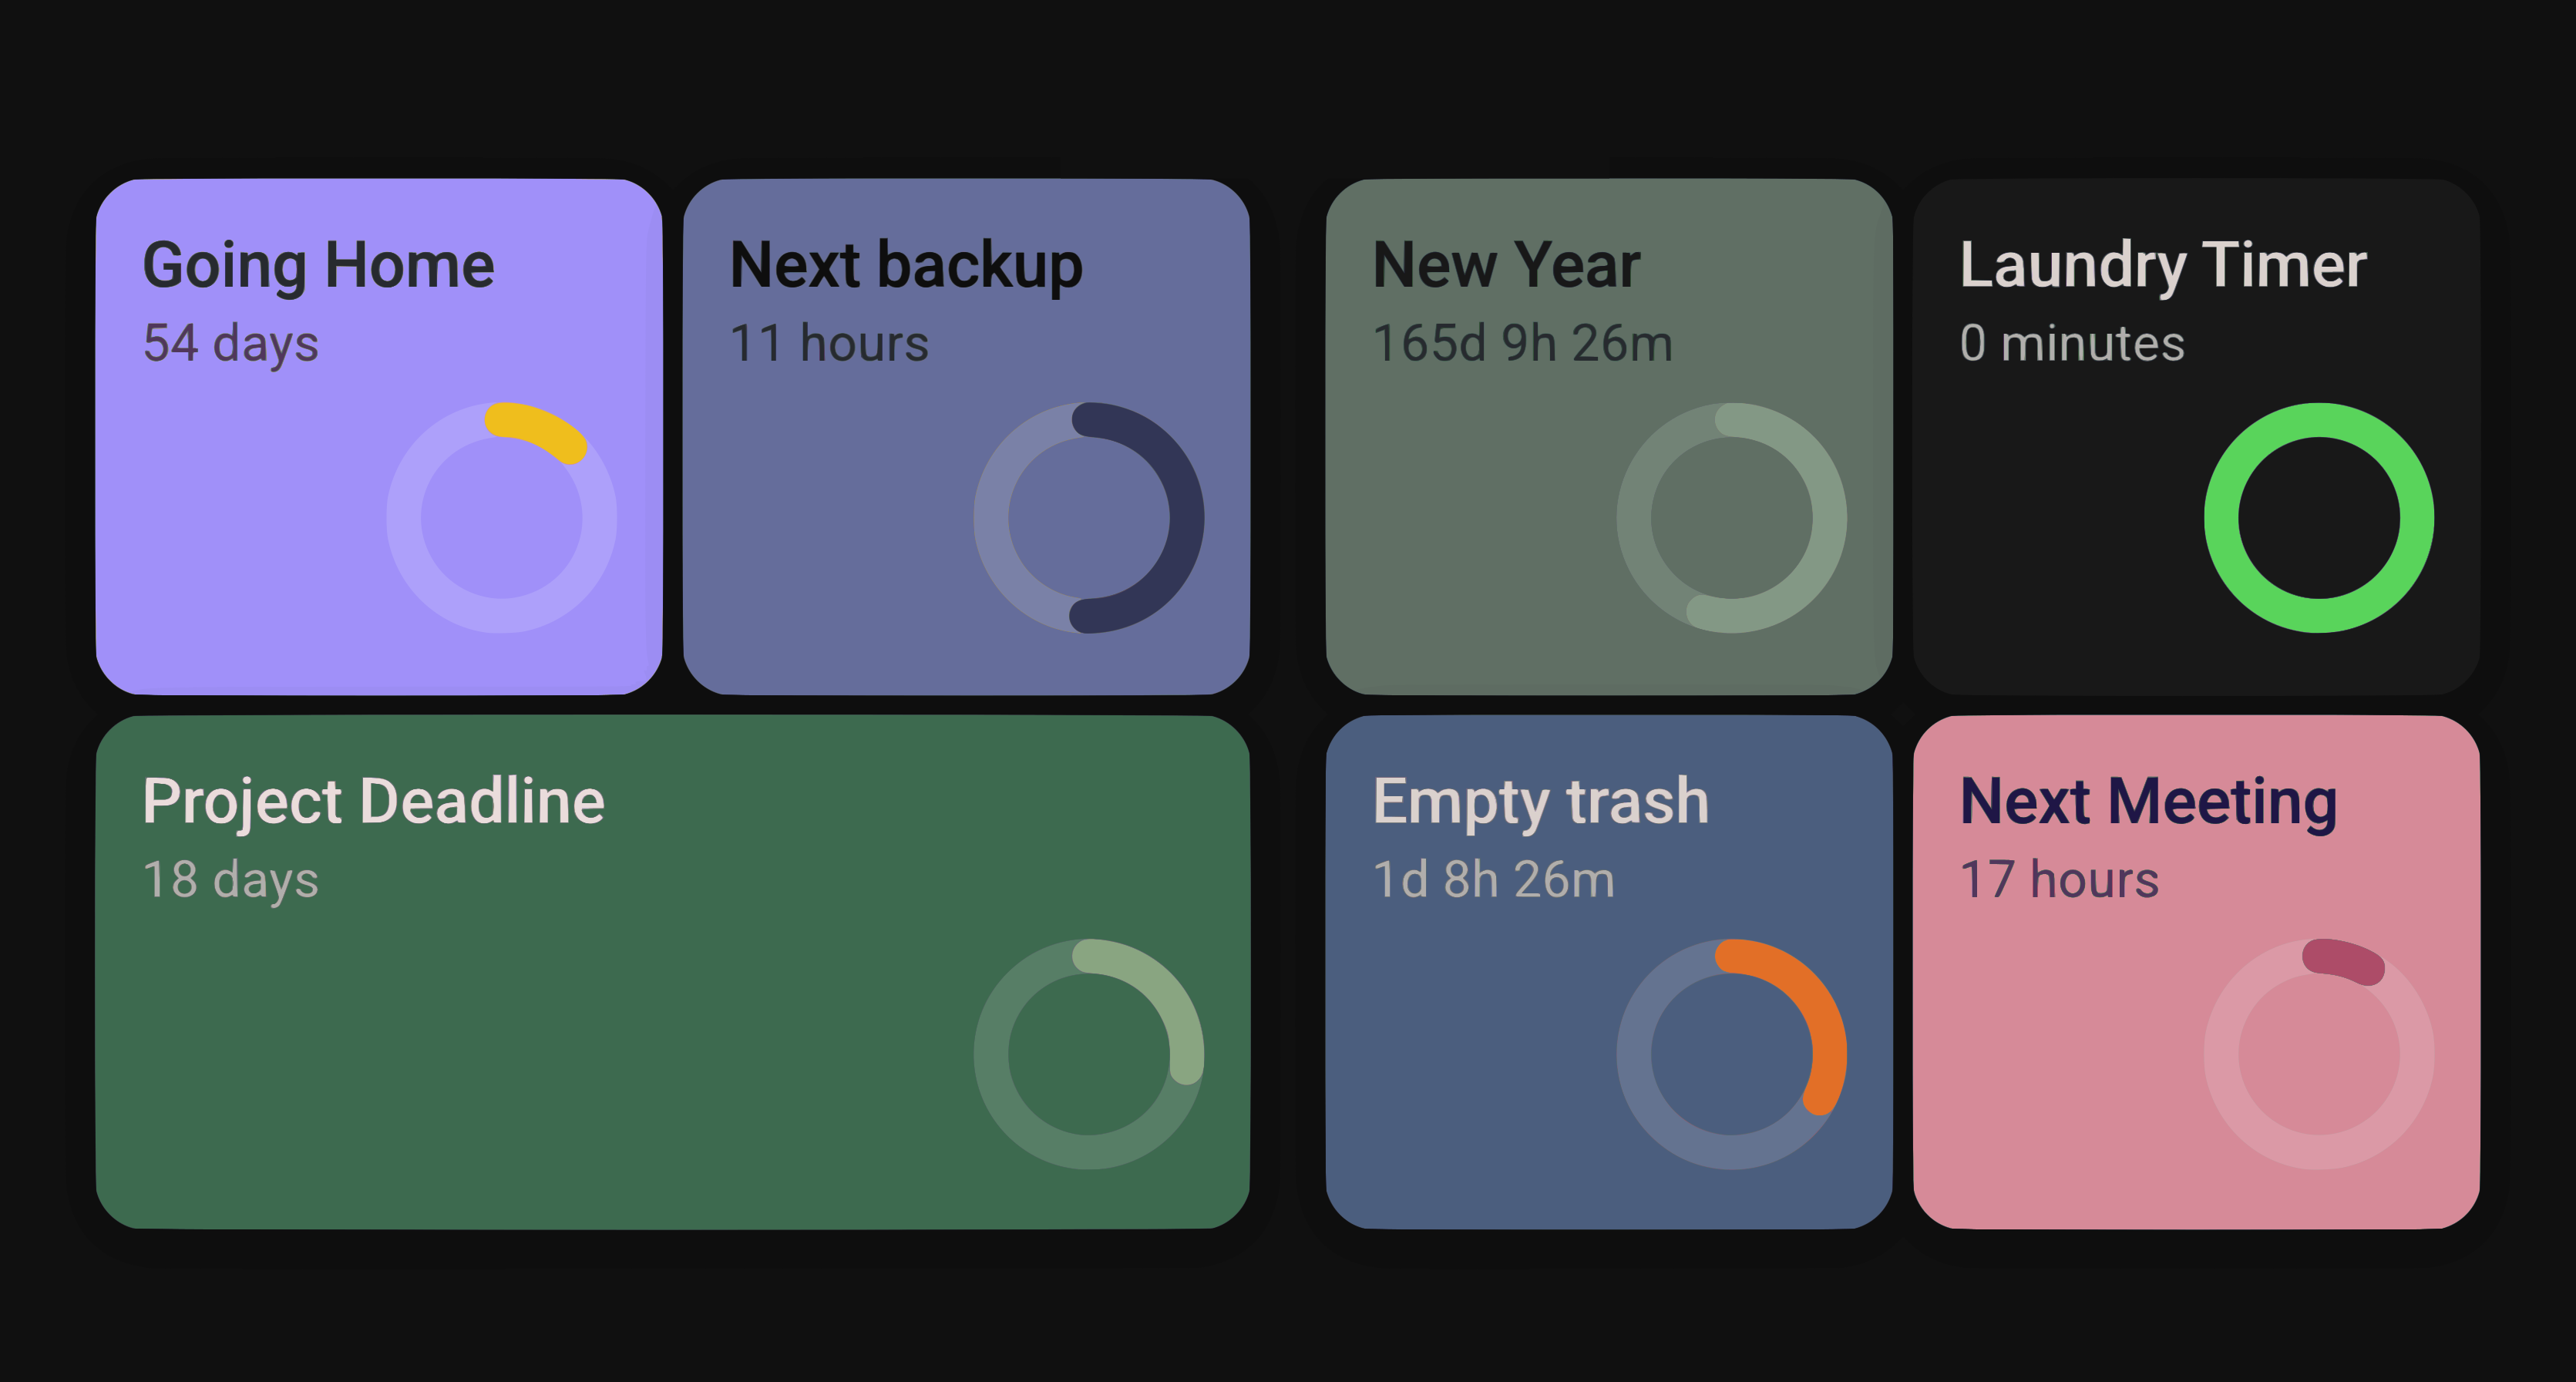 Going Home
54 days
Next backup
11 hours
New Year
165d 9h 26m
Laundry Timer
0 minutes
Project Deadline
18 days
Empty trash
1d 8h 26m
Next Meeting
17 hours